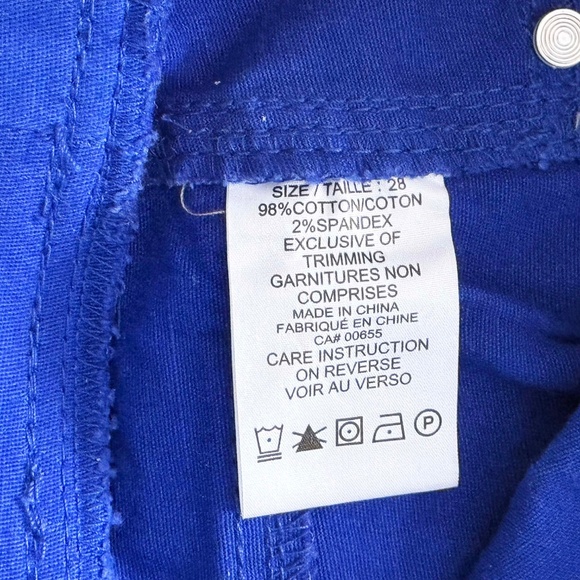 SIZE / TAILLE : 28
98%COTTON/COTON
2%SPANDEX
EXCLUSIVE OF
TRIMMING
GARNITURES NON
COMPRISES
MADE IN CHINA
FABRIQUÉ EN CHINE
CA# 00655
CARE INSTRUCTION
ON REVERSE
VOIR AU VERSO
P